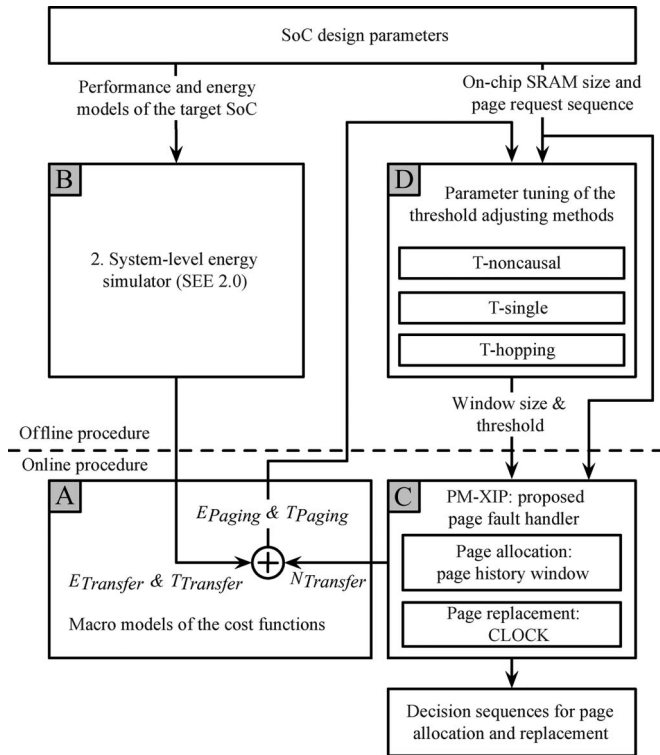 SoC design parameters
Performance and energy
models of the target SoC
On-chip SRAM size and
page request sequence
B
2. System-level energy
simulator (SEE 2.0)
D
Parameter tuning of the
threshold adjusting methods
T-noncausal
T-single
T-hopping
Window size &
threshold
Offline procedure
Online procedure
A
EPaging & TPaging
ETransfer & TTransfer
NTransfer
Macro models of the cost functions
C
PM-XIP: proposed
page fault handler
Page allocation:
page history window
Page replacement:
CLOCK
Decision sequences for page
allocation and replacement